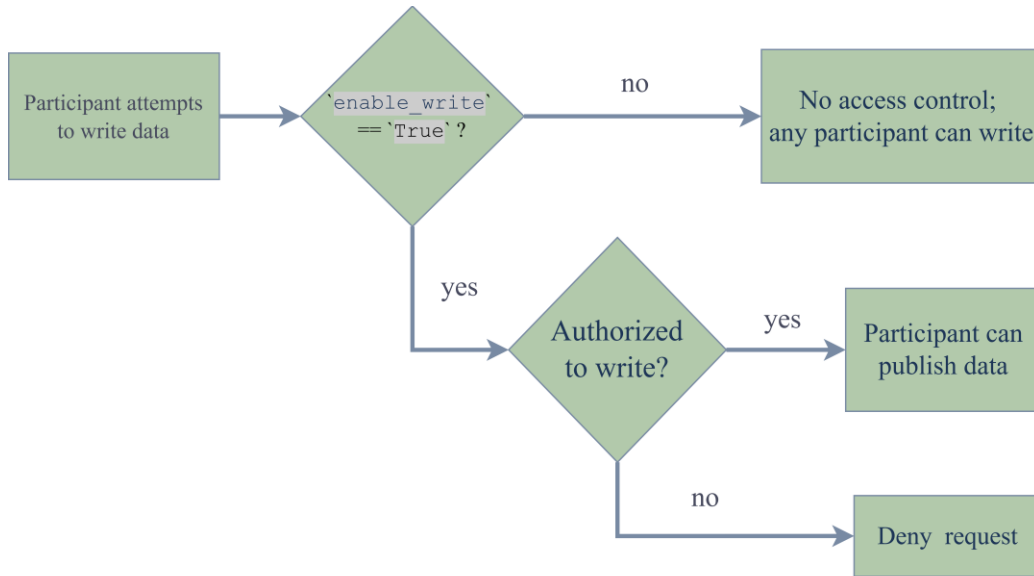 Participant attempts
to write data
`enable_write`
== `True` ?
no
No access control;
any participant can write
yes
Authorized
to write?
yes
Participant can
publish data
no
Deny request